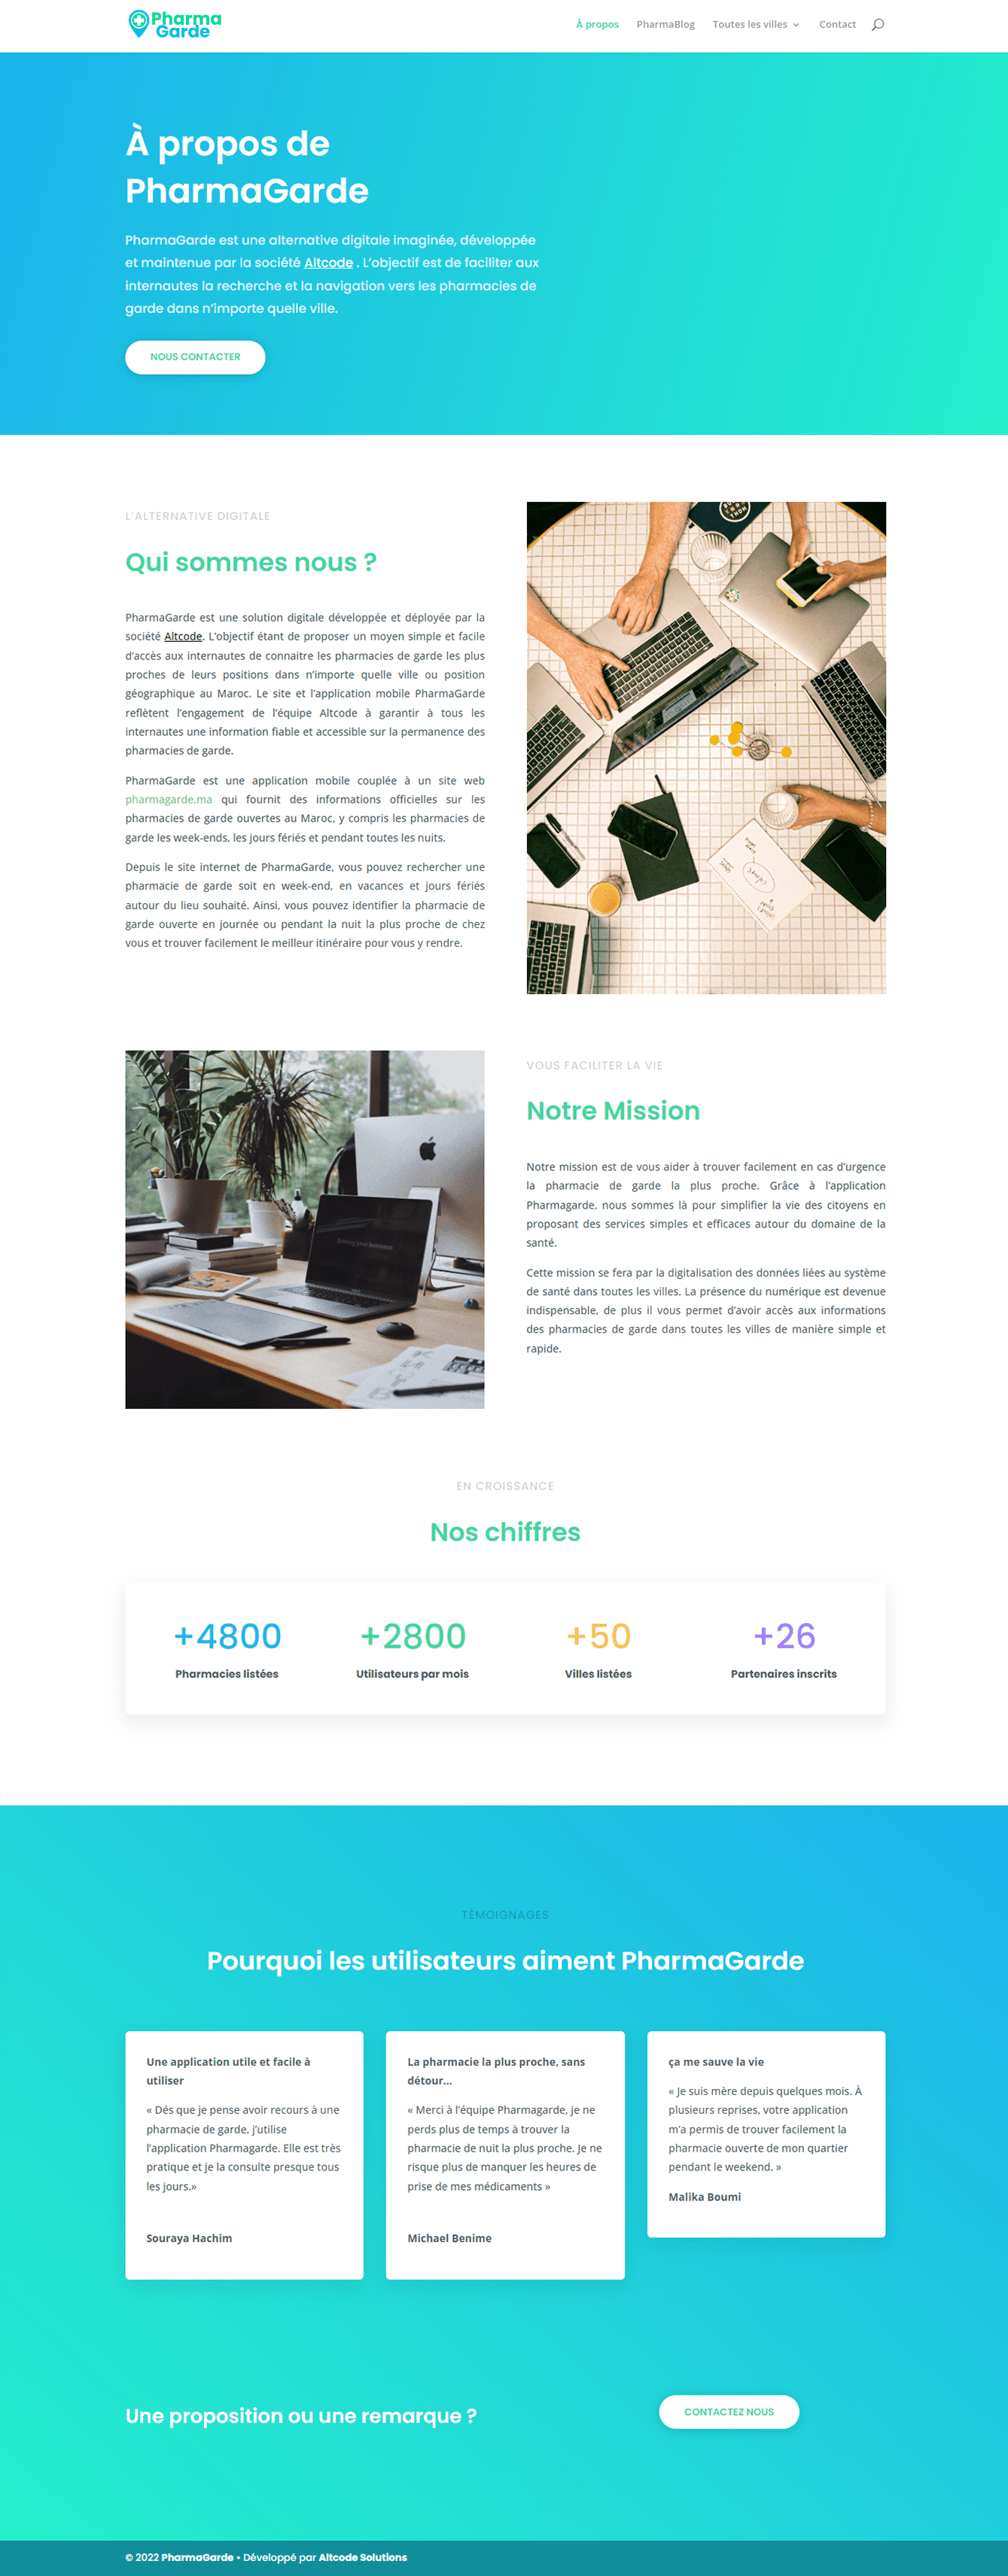 Pharma
Garde
À propos
PharmaBlog
Toutes les villes
Contact
À propos de
PharmaGarde
PharmaGarde est une alternative digitale imaginée, développée
et maintenue par la société Altcode . L’objectif est de faciliter aux
internautes la recherche et la navigation vers les pharmacies de
garde dans n’importe quelle ville.
NOUS CONTACTER
L’ALTERNATIVE DIGITALE
Qui sommes nous ?
PharmaGarde est une solution digitale développée et déployée par la
société Altcode. L’objectif étant de proposer un moyen simple et facile
d’accès aux internautes de connaitre les pharmacies de garde les plus
proches de leurs positions dans n’importe quelle ville ou position
géographique au Maroc. Le site et l’application mobile PharmaGarde
reflètent l’engagement de l’équipe Altcode à garantir à tous les
internautes une information fiable et accessible sur la permanence des
pharmacies de garde.
PharmaGarde est une application mobile couplée à un site web
pharmagarde.ma qui fournit des informations officielles sur les
pharmacies de garde ouvertes au Maroc, y compris les pharmacies de
garde les week-ends, les jours fériés et pendant toutes les nuits.
Depuis le site internet de PharmaGarde, vous pouvez rechercher une
pharmacie de garde soit en week-end, en vacances et jours fériés
autour du lieu souhaité. Ainsi, vous pouvez identifier la pharmacie de
garde ouverte en journée ou pendant la nuit la plus proche de chez
vous et trouver facilement le meilleur itinéraire pour vous y rendre.
VOUS FACILITER LA VIE
Notre Mission
Notre mission est de vous aider à trouver facilement en cas d’urgence
la pharmacie de garde la plus proche. Grâce à l’application
Pharmagarde, nous sommes là pour simplifier la vie des citoyens en
proposant des services simples et efficaces autour du domaine de la
santé.
Cette mission se fera par la digitalisation des données liées au système
de santé dans toutes les villes. La présence du numérique est devenue
indispensable, de plus il vous permet d’avoir accès aux informations
des pharmacies de garde dans toutes les villes de manière simple et
rapide.
EN CROISSANCE
Nos chiffres
+4800
Pharmacies listées
+2800
Utilisateurs par mois
+50
Villes listées
+26
Partenaires inscrits
TÉMOIGNAGES
Pourquoi les utilisateurs aiment PharmaGarde
Une application utile et facile à
utiliser
« Dés que je pense avoir recours à une
pharmacie de garde, j’utilise
l’application Pharmagarde. Elle est très
pratique et je la consulte presque tous
les jours.»
Souraya Hachim
La pharmacie la plus proche, sans
détour…
« Merci à l’équipe Pharmagarde, je ne
perds plus de temps à trouver la
pharmacie de nuit la plus proche. Je ne
risque plus de manquer les heures de
prise de mes médicaments »
Michael Benime
ça me sauve la vie
« Je suis mère depuis quelques mois. À
plusieurs reprises, votre application
m’a permis de trouver facilement la
pharmacie ouverte de mon quartier
pendant le weekend. »
Malika Boumi
Une proposition ou une remarque ?
CONTACTEZ NOUS
© 2022 PharmaGarde • Développé par Altcode Solutions